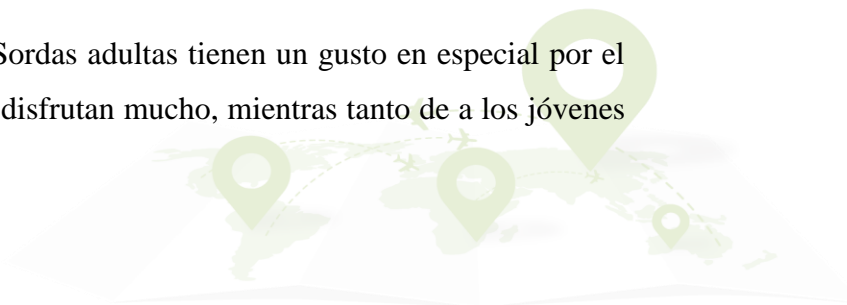 Sordas adultas tienen un gusto en especial por el
disfrutan mucho, mientras tanto de a los jóvenes